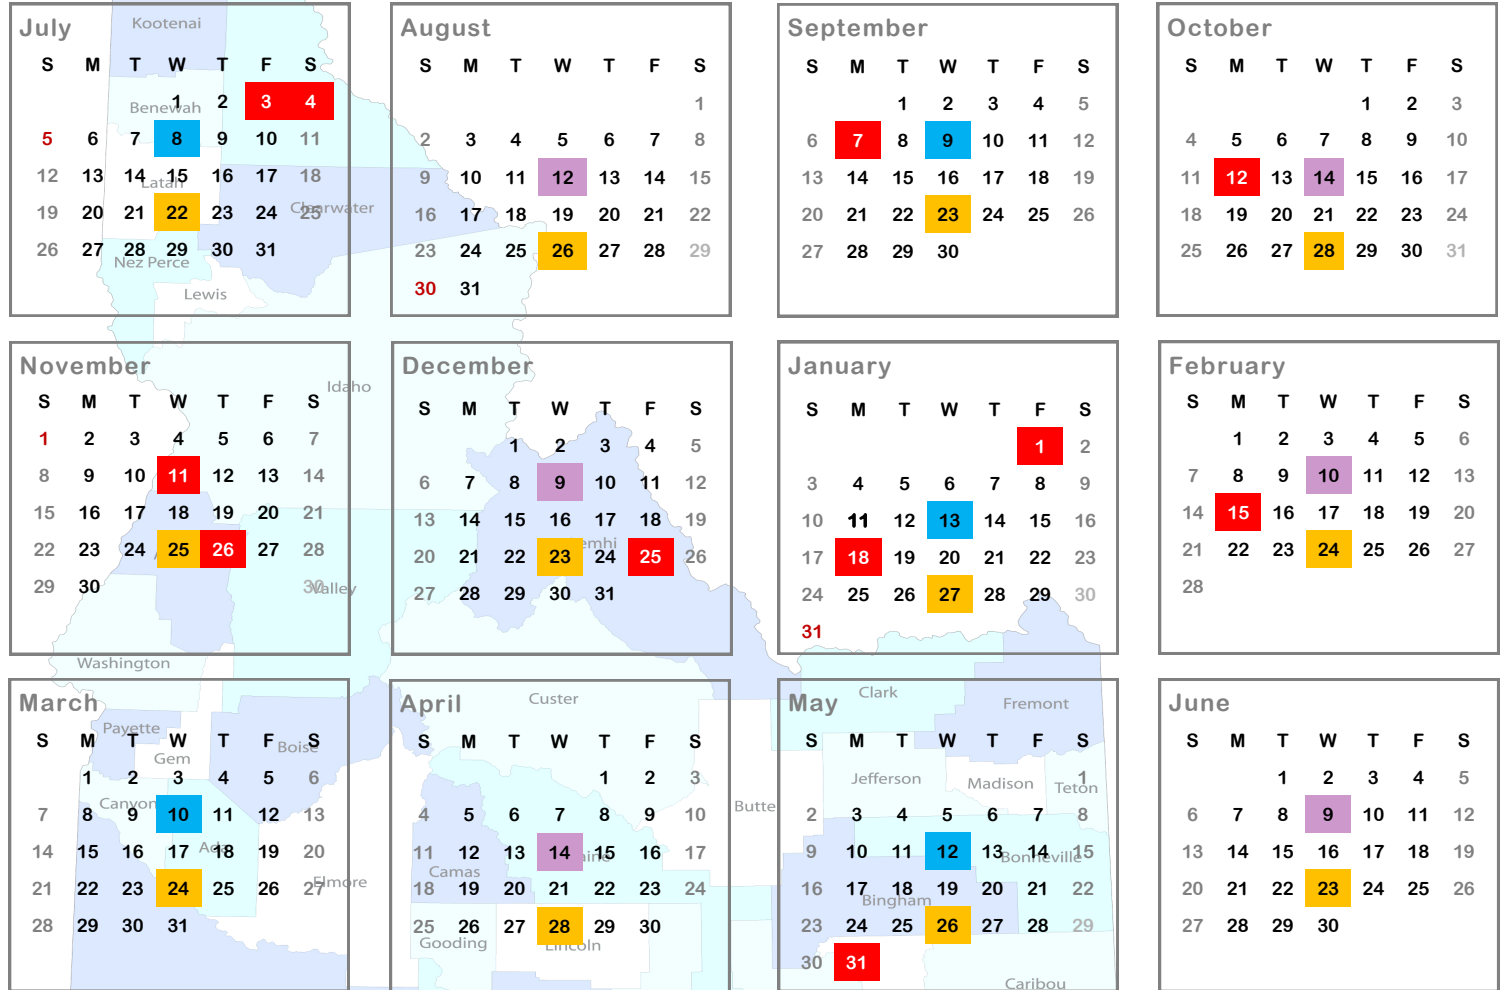 July
S M T W T F S
1 2 3 4
5 6 7 8 9 10 11
12 13 14 15 16 17 18
19 20 21 22 23 24 25
26 27 28 29 30 31
August
S M T W T F S
1
2 3 4 5 6 7 8
9 10 11 12 13 14 15
16 17 18 19 20 21 22
23 24 25 26 27 28 29
30 31
September
S M T W T F S
1 2 3 4 5
6 7 8 9 10 11 12
13 14 15 16 17 18 19
20 21 22 23 24 25 26
27 28 29 30
October
S M T W T F S
1 2 3
4 5 6 7 8 9 10
11 12 13 14 15 16 17
18 19 20 21 22 23 24
25 26 27 28 29 30 31
November
S M T W T F S
1 2 3 4 5 6 7
8 9 10 11 12 13 14
15 16 17 18 19 20 21
22 23 24 25 26 27 28
29 30 30
December
S M T W T F S
1 2 3 4 5
6 7 8 9 10 11 12
13 14 15 16 17 18 19
20 21 22 23 24 25 26
27 28 29 30 31
January
S M T W T F S
1 2
3 4 5 6 7 8 9
10 11 12 13 14 15 16
17 18 19 20 21 22 23
24 25 26 27 28 29 30
31
February
S M T W T F S
1 2 3 4 5 6
7 8 9 10 11 12 13
14 15 16 17 18 19 20
21 22 23 24 25 26 27
28
March
S M T W T F S
1 2 3 4 5 6
7 8 9 10 11 12 13
14 15 16 17 18 19 20
21 22 23 24 25 26 27
28 29 30 31
April
S M T W T F S
1 2 3
4 5 6 7 8 9 10
11 12 13 14 15 16 17
18 19 20 21 22 23 24
25 26 27 28 29 30
May
S M T W T F S
1
2 3 4 5 6 7 8
9 10 11 12 13 14 15
16 17 18 19 20 21 22
23 24 25 26 27 28 29
30 31
June
S M T W T F S
1 2 3 4 5
6 7 8 9 10 11 12
13 14 15 16 17 18 19
20 21 22 23 24 25 26
27 28 29 30
Kootenai
Benewah
Latah
Clearwater
Nez Perce
Lewis
Idaho
Valley
Washington
Payette
Gem
Boise
Canyon
Ada
Elmore
Custer
Camas
Gooding
Lincoln
Butte
Clark
Fremont
Jefferson
Madison
Teton
Bonneville
Bingham
Caribou